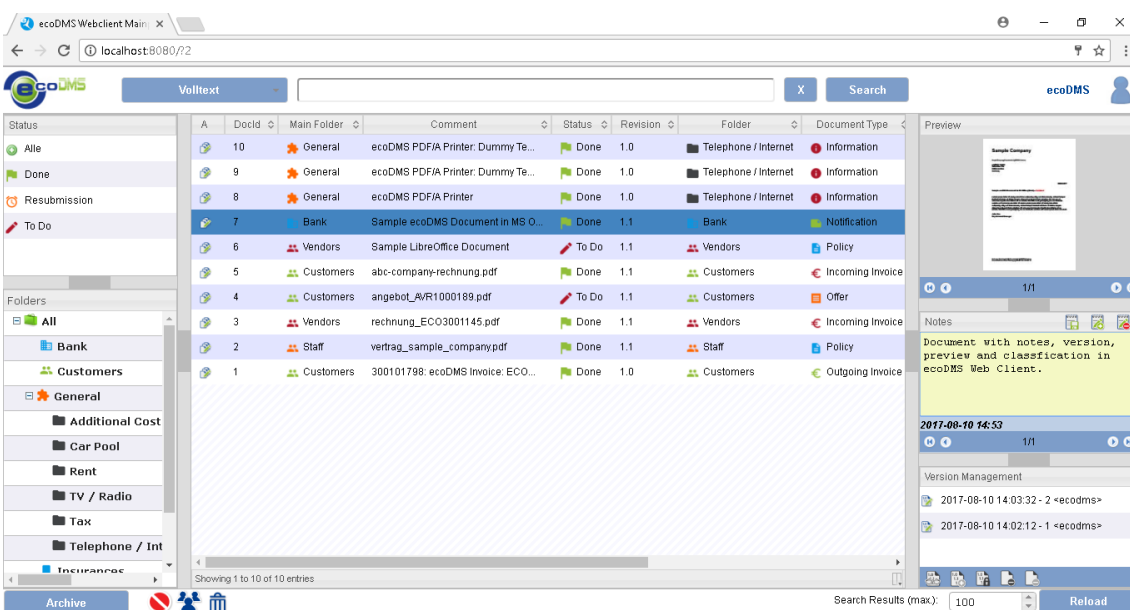 ecoDMS Webclient Main
localhost:8080/?2
ecoDMS
Volltext
X
Search
ecoDMS
Status
Alle
Done
Resubmission
To Do
Folders
All
Bank
Customers
General
Additional Cost
Car Pool
Rent
TV / Radio
Tax
Telephone / Int
Insurances
A DocId Main Folder Comment Status Revision Folder Document Type
10 General ecoDMS PDF/A Printer: Dummy Te... Done 1.0 Telephone / Internet Information
9 General ecoDMS PDF/A Printer: Dummy Te... Done 1.0 Telephone / Internet Information
8 General ecoDMS PDF/A Printer Done 1.0 Telephone / Internet Information
7 Bank Sample ecoDMS Document in MS O... Done 1.1 Bank Notification
6 Vendors Sample LibreOffice Document To Do 1.1 Vendors Policy
5 Customers abc-company-rechnung.pdf Done 1.1 Customers Incoming Invoice
4 Customers angebot_AVR1000189.pdf To Do 1.1 Customers Offer
3 Vendors rechnung_ECO3001145.pdf Done 1.1 Vendors Incoming Invoice
2 Staff vertrag_sample_company.pdf Done 1.1 Staff Policy
1 Customers 300101798: ecoDMS Invoice: ECO... Done 1.0 Customers Outgoing Invoice
Showing 1 to 10 of 10 entries
Preview
Sample Company
1/1
Notes
Document with notes, version,
preview and classfication in
ecoDMS Web Client.
2017-08-10 14:53
1/1
Version Management
2017-08-10 14:03:32 - 2 <ecodms>
2017-08-10 14:02:12 - 1 <ecodms>
Archive
Search Results (max.): 100
Reload